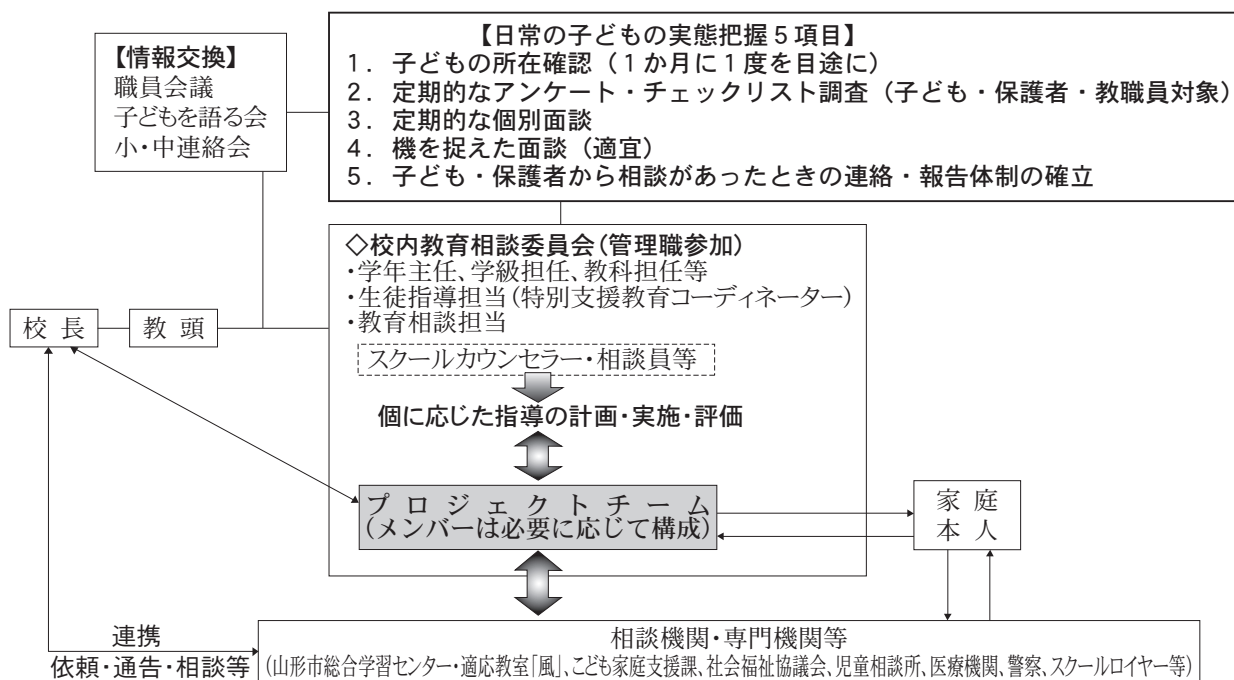 【情報交換】
職員会議
子どもを語る会
小・中連絡会
【日常の子どもの実態把握5項目】
1．子どもの所在確認（1か月に1度を目途に）
2．定期的なアンケート・チェックリスト調査（子ども・保護者・教職員対象）
3．定期的な個別面談
4．機を捉えた面談（適宜）
5．子ども・保護者から相談があったときの連絡・報告体制の確立
◇校内教育相談委員会(管理職参加)
・学年主任、学級担任、教科担任等
・生徒指導担当(特別支援教育コーディネーター)
・教育相談担当
スクールカウンセラー・相談員等
校長
教頭
個に応じた指導の計画・実施・評価
プロジェクトチーム
(メンバーは必要に応じて構成)
家庭
本人
連携
依頼・通告・相談等
相談機関・専門機関等
(山形市総合学習センター・適応教室「風」、こども家庭支援課、社会福祉協議会、児童相談所、医療機関、警察、スクールロイヤー等)